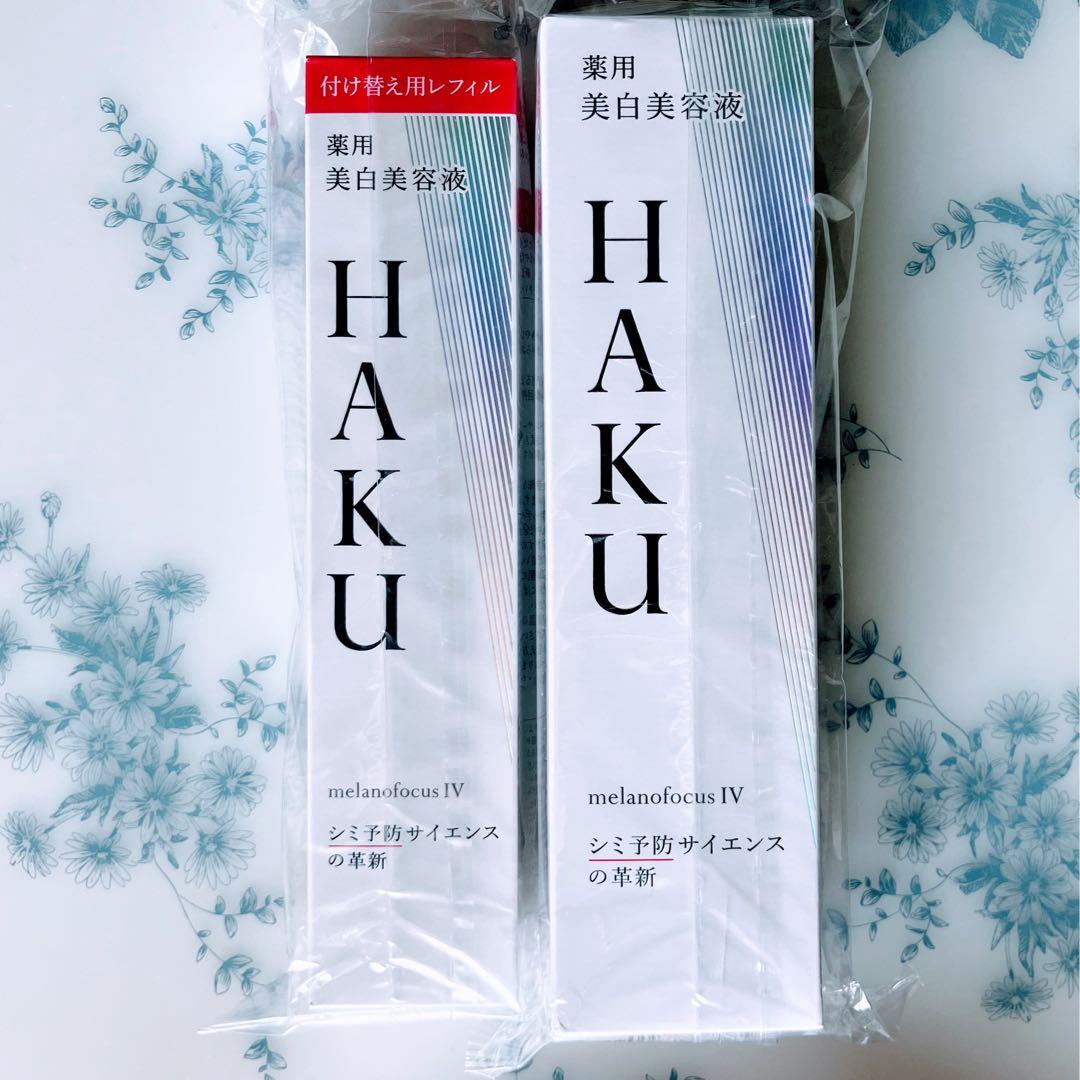 付け替え用レフィル
薬用
美白美容液
HAKU
melanofocus IV
シミ予防サイエンス
の革新
薬用
美白美容液
HAKU
melanofocus IV
シミ予防サイエンス
の革新